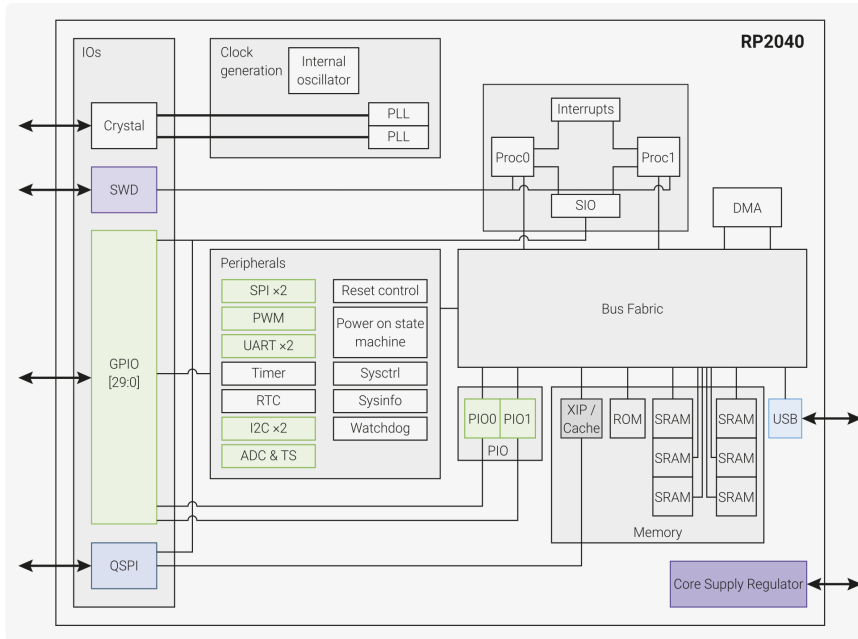 RP2040
IOs
Clock
generation
Internal
oscillator
PLL
PLL
Crystal
SWD
GPIO
[29:0]
QSPI
Interrupts
Proc0
Proc1
SIO
DMA
Peripherals
SPI ×2
PWM
UART ×2
Timer
RTC
I2C ×2
ADC & TS
Reset control
Power on state
machine
Sysctrl
Sysinfo
Watchdog
Bus Fabric
PIO0
PIO1
PIO
XIP /
Cache
ROM
SRAM
SRAM
SRAM
SRAM
SRAM
SRAM
Memory
USB
Core Supply Regulator